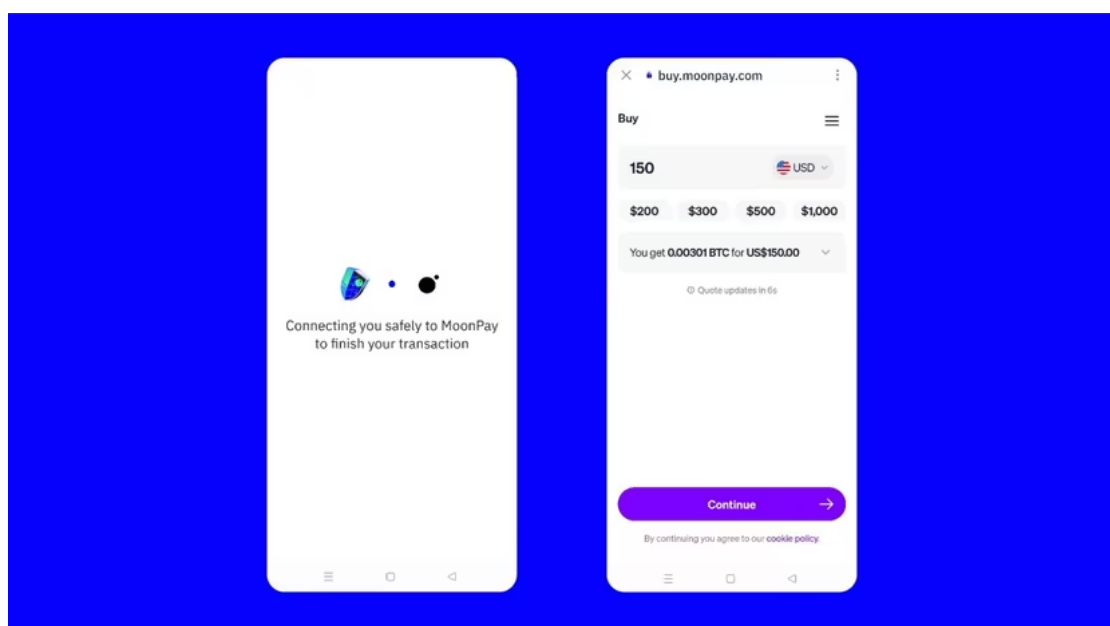 Connecting you safely to MoonPay
to finish your transaction
buy.moonpay.com
Buy
150
USD
$200 $300 $500 $1,000
You get 0.00301 BTC for US$150.00
Quote updates in 6s
Continue
By continuing you agree to our cookie policy.